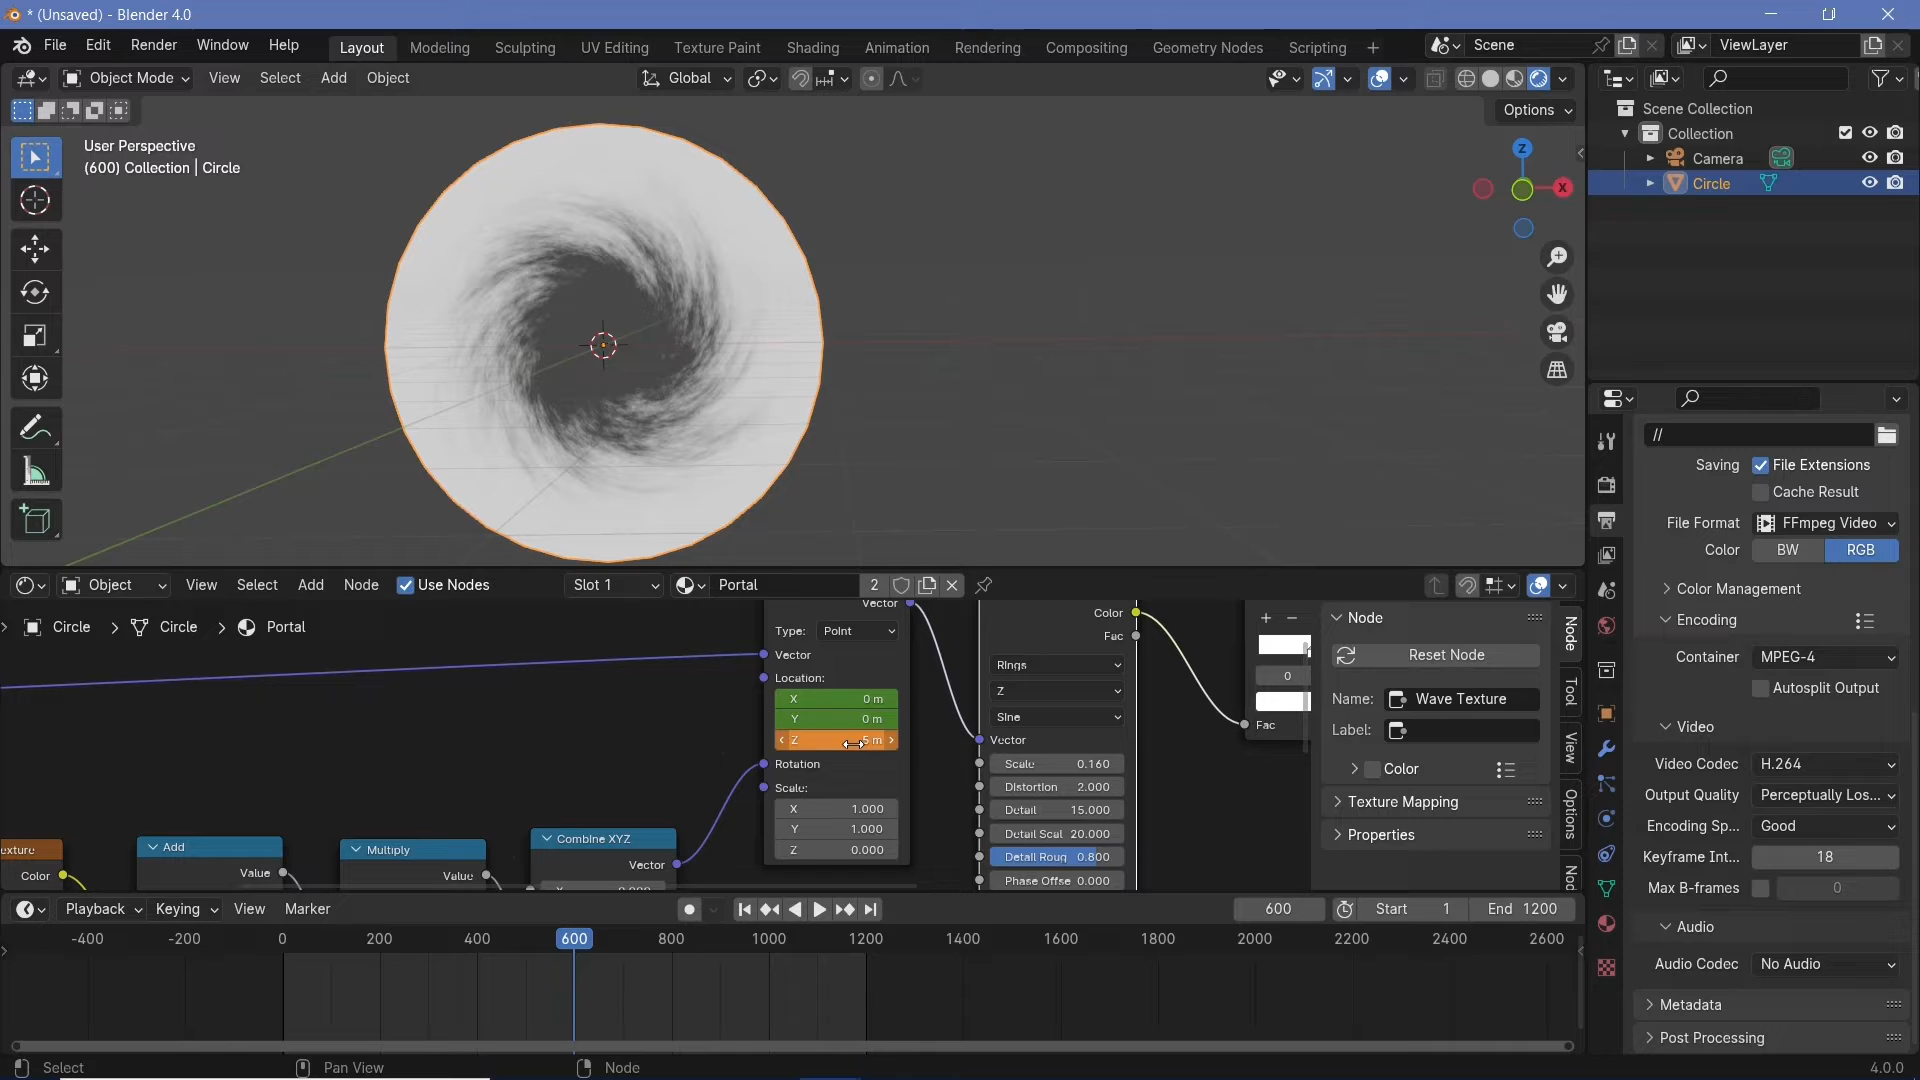 * (Unsaved) - Blender 4.0
File Edit Render Window Help Layout Modeling Sculpting UV Editing Texture Paint Shading Animation Rendering Compositing Geometry Nodes Scripting Scene ViewLayer
Object Mode View Select Add Object Global
Options
User Perspective
(600) Collection | Circle
Z
X
Scene Collection
Collection
Camera
Circle
//
Saving File Extensions
Cache Result
File Format FFmpeg Video
Color BW RGB
Color Management
Encoding
Container MPEG-4
Autosplit Output
Video
Video Codec H.264
Output Quality Perceptually Los...
Encoding Sp... Good
Keyframe Int... 18
Max B-frames 0
Audio
Audio Codec No Audio
Metadata
Post Processing
Object View Select Add Node Use Nodes Slot 1 Portal 2
Circle Circle Portal
Vector
Type: Point
Vector
Location:
X 0 m
Y 0 m
Z 5 m
Rotation
Scale:
X 1.000
Y 1.000
Z 0.000
exture
Color
Add
Value
Multiply
Value
Combine XYZ
Vector
Color
Fac
Rings
Z
Sine
Vector
Scale 0.160
Distortion 2.000
Detail 15.000
Detail Scal 20.000
Detail Roug 0.800
Phase Offse 0.000
0
Fac
Node
Reset Node
Name: Wave Texture
Label:
Color
Texture Mapping
Properties
Node
Tool
View
Options
Nod
Playback Keying View Marker 600 Start 1 End 1200
-400 -200 0 200 400 600 800 1000 1200 1400 1600 1800 2000 2200 2400 2600
Select Pan View Node 4.0.0